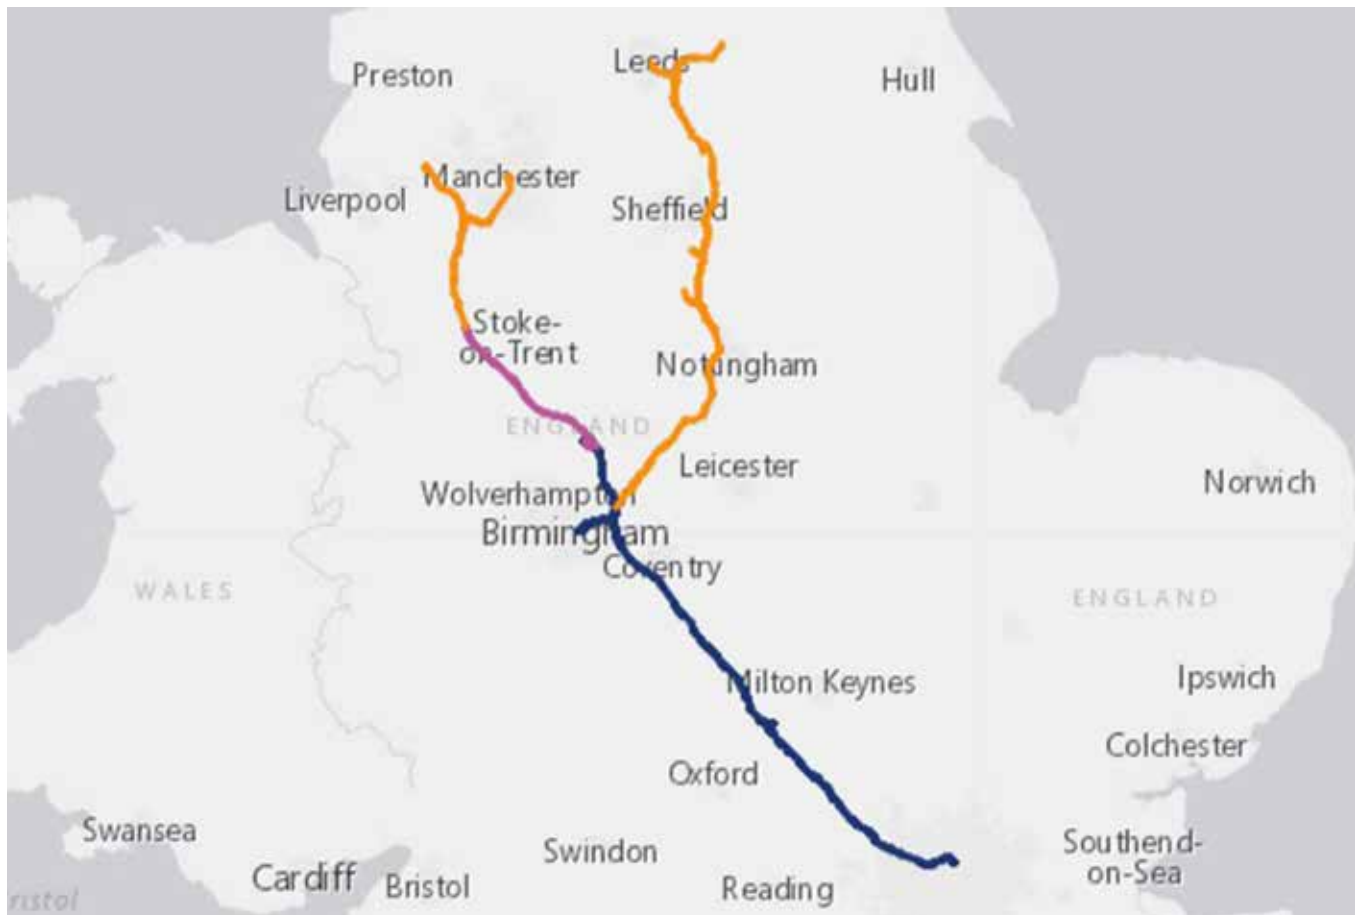 Leeds
Preston
Hull
Manchester
Liverpool
Sheffield
Stoke-
on-Trent
Nottingham
ENGLAND
Leicester
Norwich
Wolverhampton
Birmingham
Coventry
WALES
ENGLAND
Milton Keynes
Ipswich
Colchester
Oxford
Swansea
Southend-
on-Sea
Swindon
Cardiff
Bristol
Reading
ristol